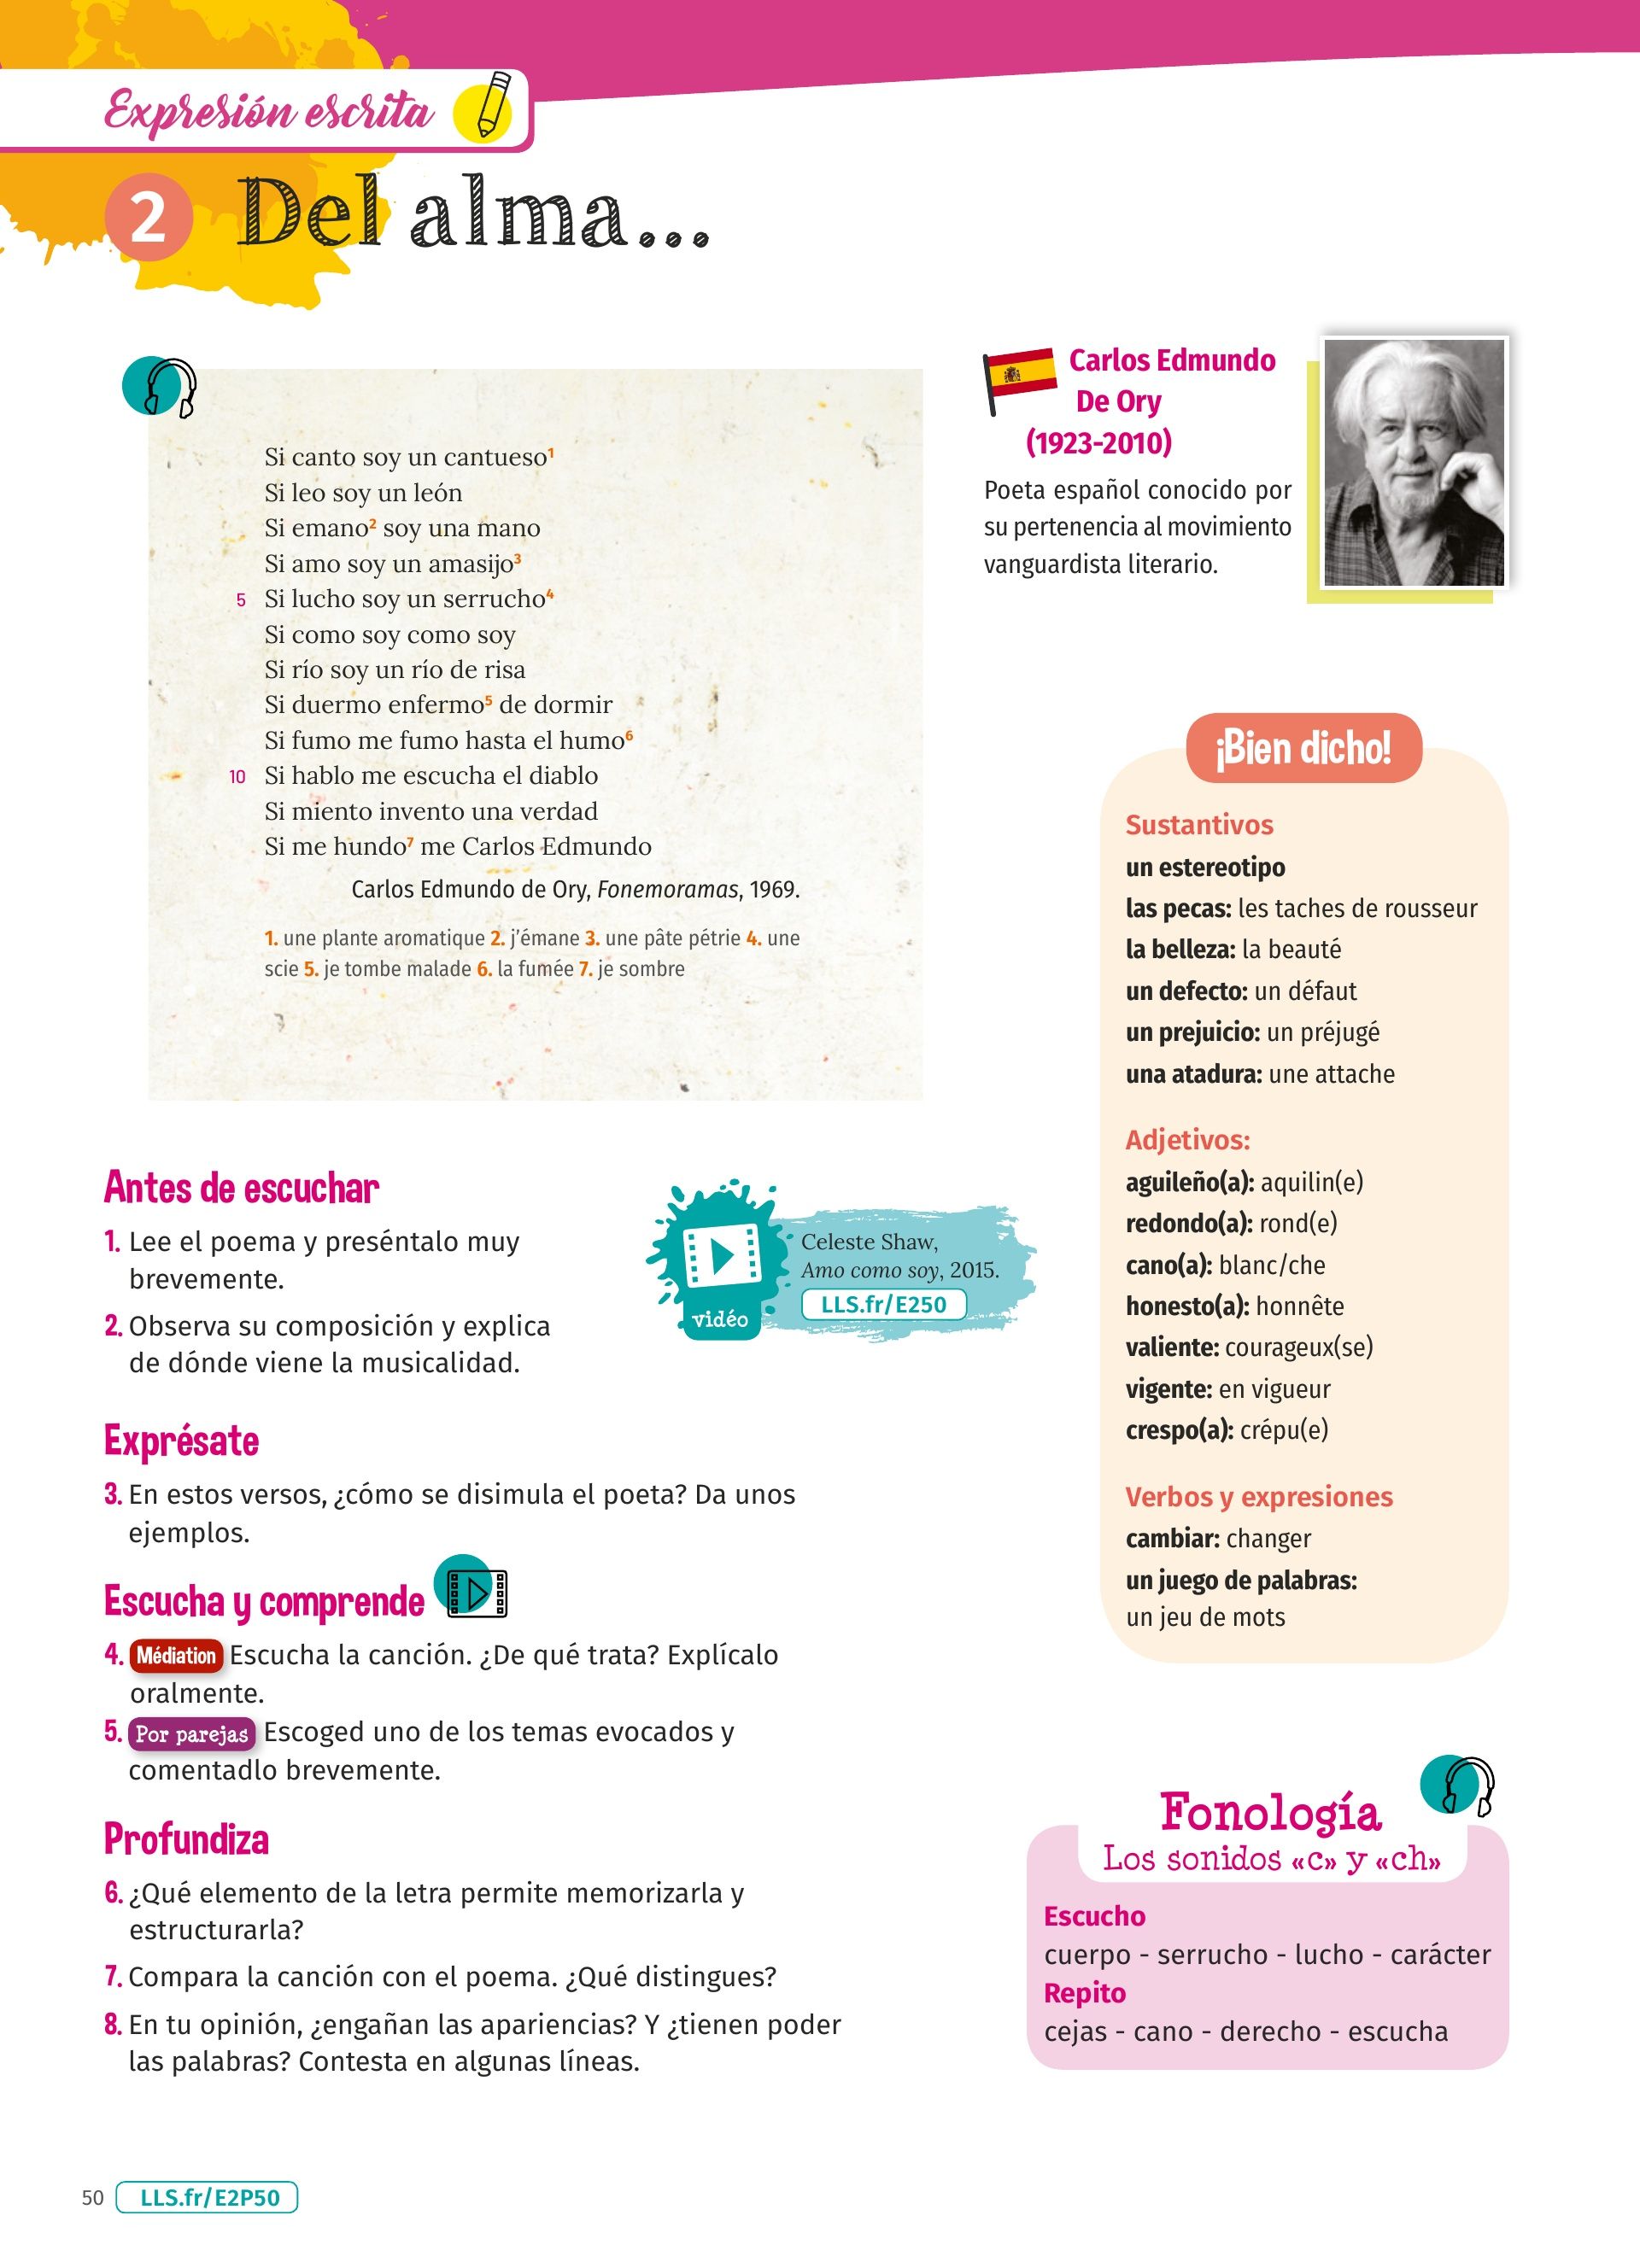 Expresión escrita
2 Del alma...
Si canto soy un cantueso¹
Si leo soy un león
Si emano² soy una mano
Si amo soy un amasijo³
5 Si lucho soy un serrucho⁴
Si como soy como soy
Si río soy un río de risa
Si duermo enfermo⁵ de dormir
Si fumo me fumo hasta el humo⁶
10 Si hablo me escucha el diablo
Si miento invento una verdad
Si me hundo⁷ me Carlos Edmundo
Carlos Edmundo de Ory, Fonemoramas, 1969.
1. une plante aromatique 2. j'émane 3. une pâte pétrie 4. une
scie 5. je tombe malade 6. la fumée 7. je sombre
Carlos Edmundo
De Ory
(1923-2010)
Poeta español conocido por
su pertenencia al movimiento
vanguardista literario.
Antes de escuchar
1. Lee el poema y preséntalo muy
brevemente.
2. Observa su composición y explica
de dónde viene la musicalidad.
vidéo
Celeste Shaw,
Amo como soy, 2015.
LLS.fr/E250
Exprésate
3. En estos versos, ¿cómo se disimula el poeta? Da unos
ejemplos.
Escucha y comprende
4. Médiation Escucha la canción. ¿De qué trata? Explícalo
oralmente.
5. Por parejas Escoged uno de los temas evocados y
comentadlo brevemente.
Profundiza
6. ¿Qué elemento de la letra permite memorizarla y
estructurarla?
7. Compara la canción con el poema. ¿Qué distingues?
8. En tu opinión, ¿engañan las apariencias? Y ¿tienen poder
las palabras? Contesta en algunas líneas.
¡Bien dicho!
Sustantivos
un estereotipo
las pecas: les taches de rousseur
la belleza: la beauté
un defecto: un défaut
un prejuicio: un préjugé
una atadura: une attache
Adjetivos:
aguileño(a): aquilin(e)
redondo(a): rond(e)
cano(a): blanc/che
honesto(a): honnête
valiente: courageux(se)
vigente: en vigueur
crespo(a): crépu(e)
Verbos y expresiones
cambiar: changer
un juego de palabras:
un jeu de mots
Fonología
Los sonidos «c» y «ch»
Escucho
cuerpo - serrucho - lucho - carácter
Repito
cejas - cano - derecho - escucha
50 LLS.fr/E2P50